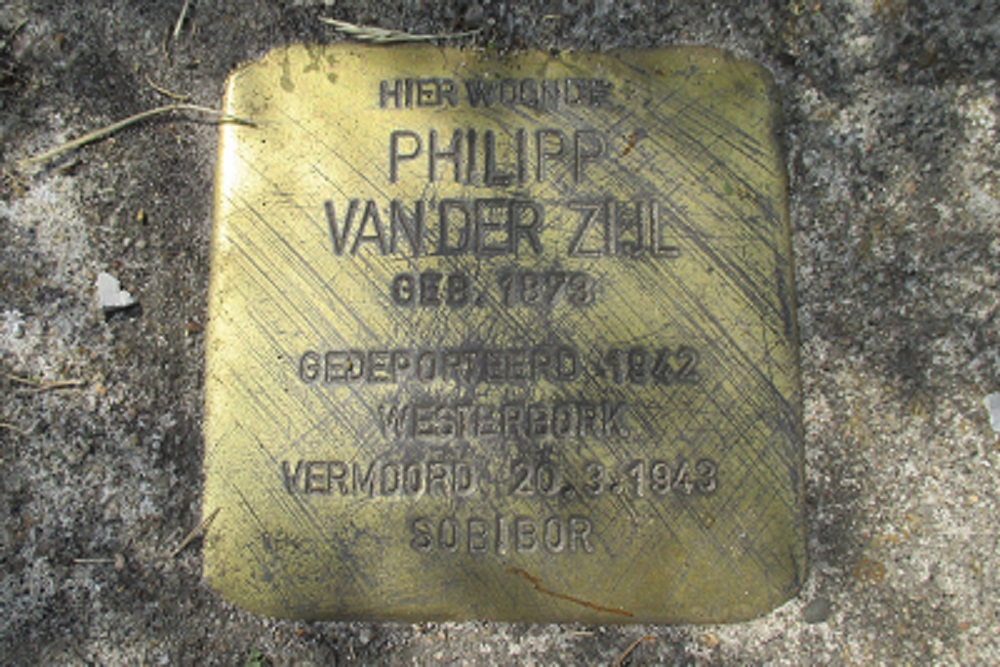 HIER WOONDE
PHILIPP
VAN DER ZIJL
GEB. 1873
GEDEPORTEERD 1942
WESTERBORK
VERMOORD 20.3.1943
SOBIBOR